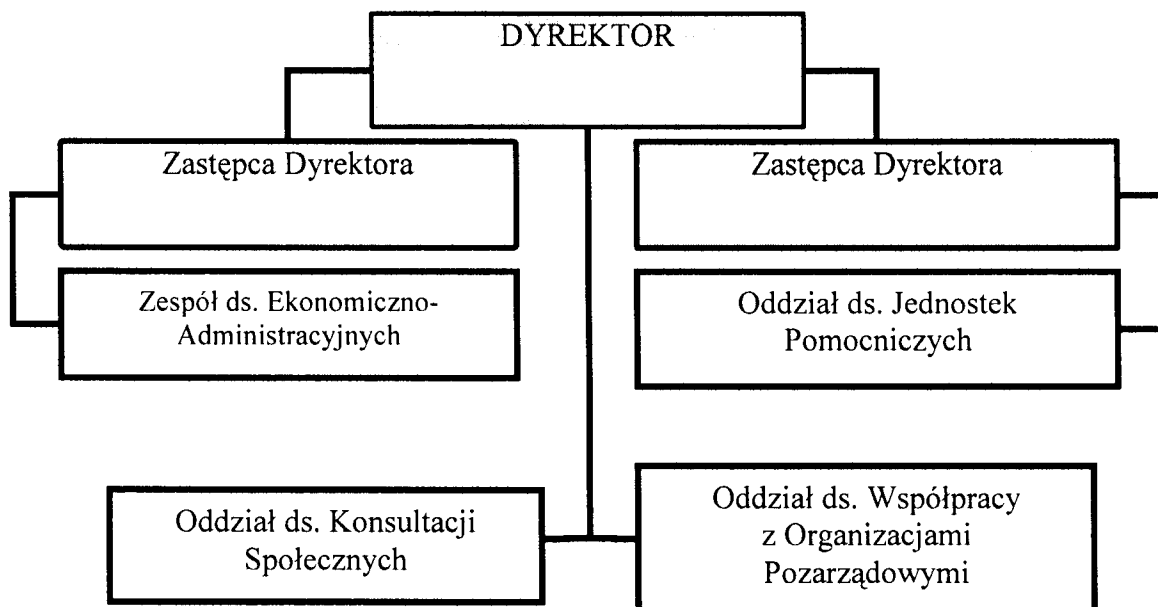 DYREKTOR
Zastępca Dyrektora
Zastępca Dyrektora
Zespół ds. Ekonomiczno-
Administracyjnych
Oddział ds. Jednostek
Pomocniczych
Oddział ds. Konsultacji
Społecznych
Oddział ds. Współpracy
z Organizacjami
Pozarządowymi